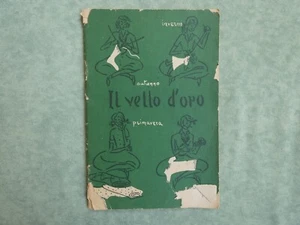 inverno
autunno
Il vello d'oro
primavera